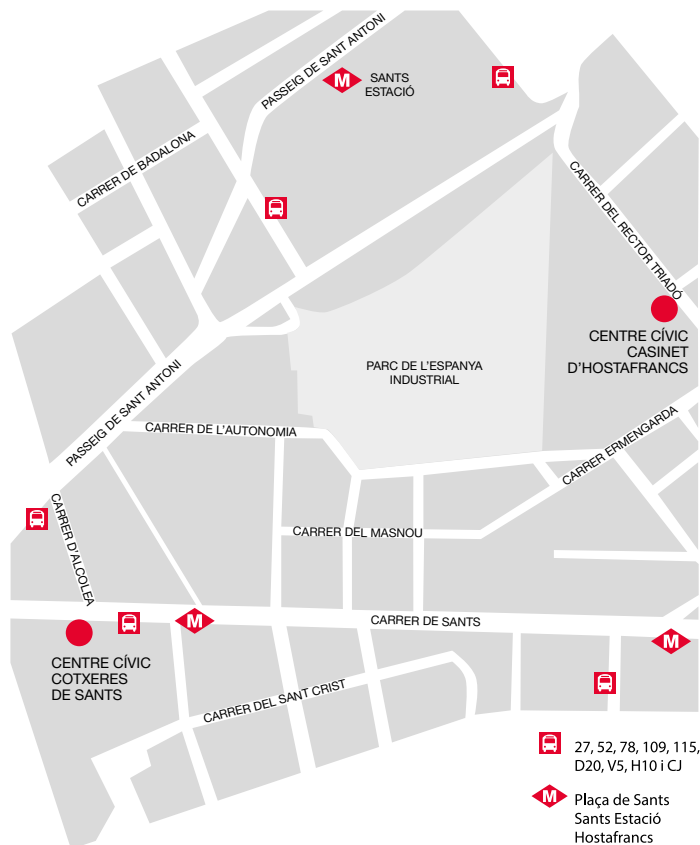 PASSEIG DE SANT ANTONI
M
SANTS
ESTACIÓ
CARRER DE BADALONA
CARRER DEL RECTOR TRIADÓ
CENTRE CÍVIC
CASINET
D'HOSTAFRANCS
PARC DE L'ESPANYA
INDUSTRIAL
PASSEIG DE SANT ANTONI
CARRER DE L'AUTONOMIA
CARRER ERMENGARDA
CARRER D'ALCOLEA
CARRER DEL MASNOU
M
CARRER DE SANTS
M
CENTRE CÍVIC
COTXERES
DE SANTS
CARRER DEL SANT CRIST
27, 52, 78, 109, 115,
D20, V5, H10 i CJ
M
Plaça de Sants
Sants Estació
Hostafrancs